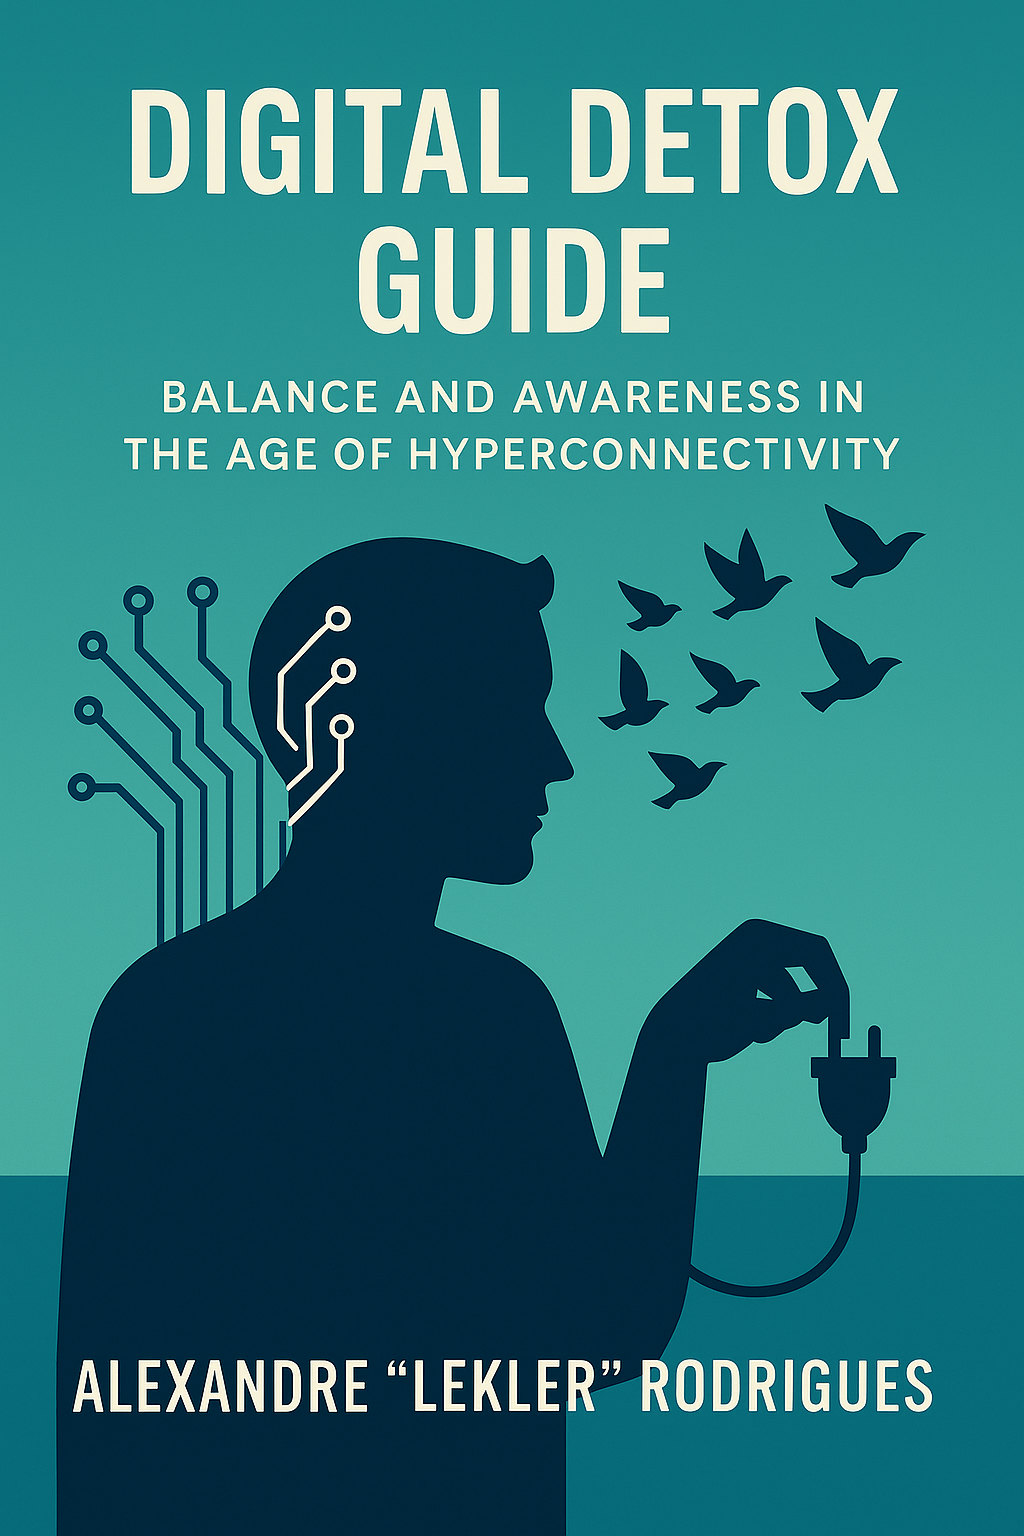 DIGITAL DETOX
GUIDE
BALANCE AND AWARENESS IN
THE AGE OF HYPERCONNECTIVITY
ALEXANDRE “LEKLER” RODRIGUES